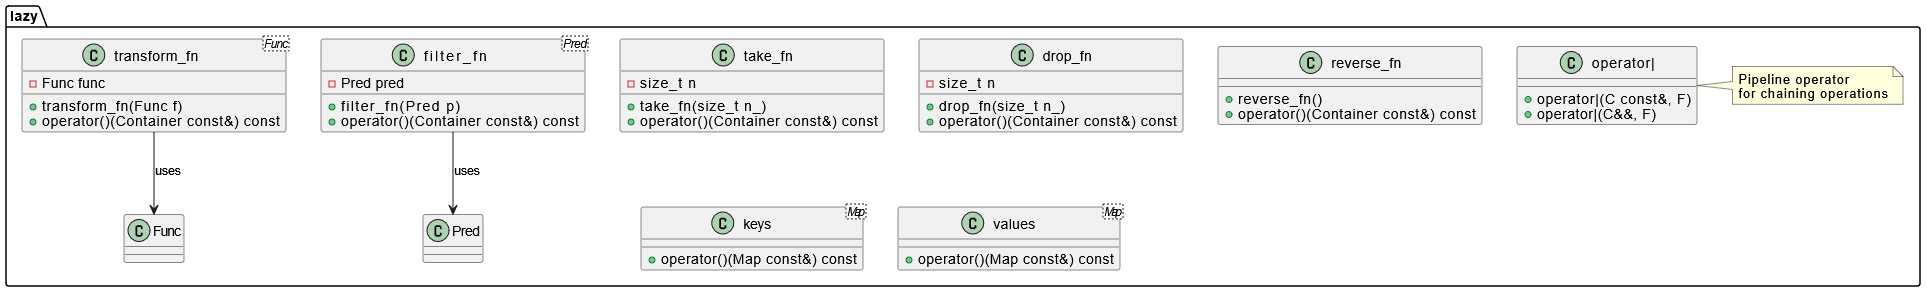 lazy
C transform_fn
Func
Func func
transform_fn(Func f)
operator()(Container const&) const
C filter_fn
Pred
Pred pred
filter_fn(Pred p)
operator()(Container const&) const
C take_fn
size_t n
take_fn(size_t n_)
operator()(Container const&) const
C drop_fn
size_t n
drop_fn(size_t n_)
operator()(Container const&) const
C reverse_fn
reverse_fn()
operator()(Container const&) const
C operator|
operator|(C const&, F)
operator|(C&&, F)
Pipeline operator
for chaining operations
uses
uses
C Func
C Pred
C keys
Map
operator()(Map const&) const
C values
Map
operator()(Map const&) const